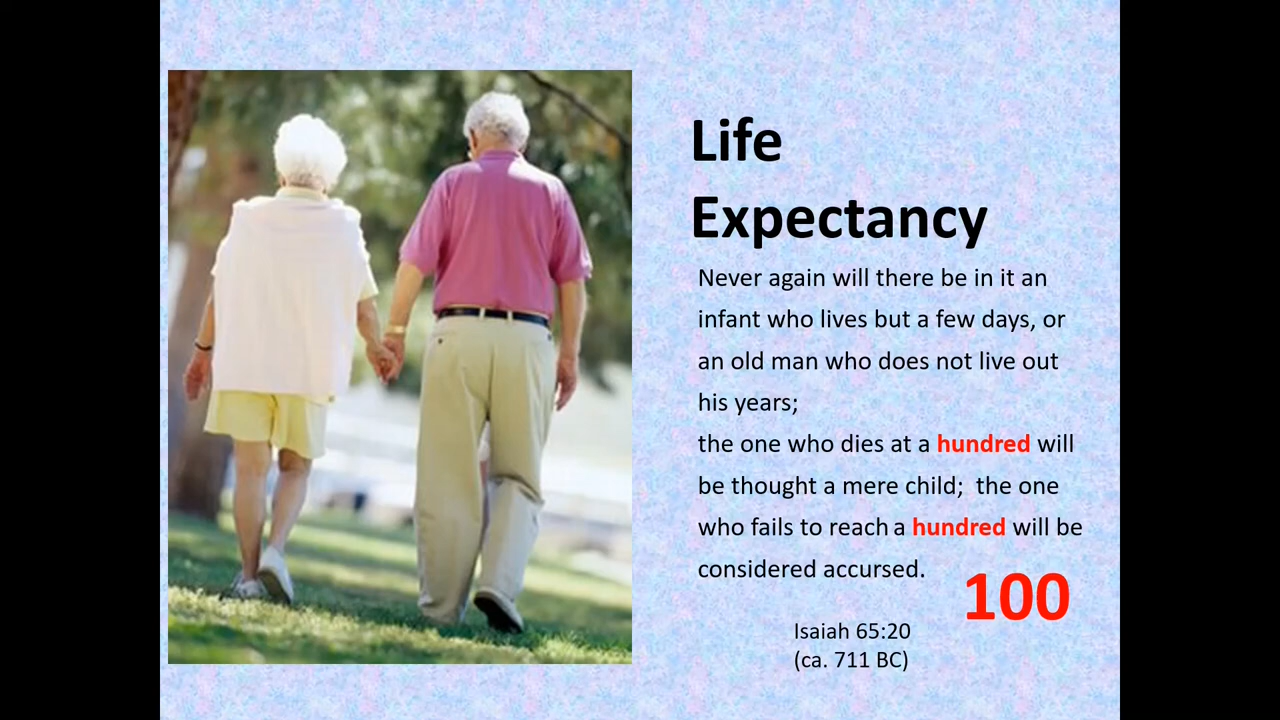 Life
Expectancy
Never again will there be in it an
infant who lives but a few days, or
an old man who does not live out
his years;
the one who dies at a hundred will
be thought a mere child;  the one
who fails to reach a hundred will be
considered accursed.
100
Isaiah 65:20
(ca. 711 BC)